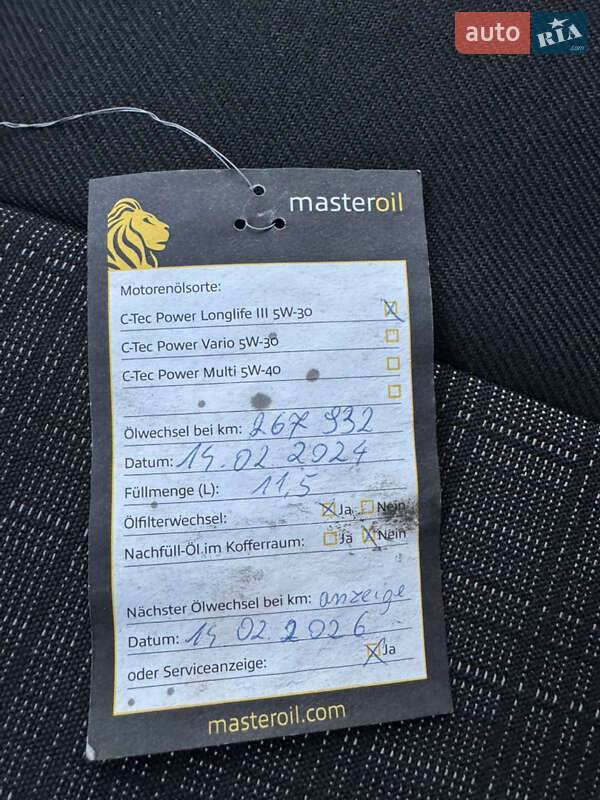 auto RIA .com
masteroil
Motorenölsorte:
C-Tec Power Longlife III 5W-30
C-Tec Power Vario 5W-30
C-Tec Power Multi 5W-40
Ölwechsel bei km: 267 932
Datum: 14.02 2024
Füllmenge (L): 11,5
Ölfilterwechsel: Ja Nein
Nachfüll-Öl im Kofferraum: Ja Nein
Nächster Ölwechsel bei km: anzeige
Datum: 14 02.2026
oder Serviceanzeige: Ja
masteroil.com